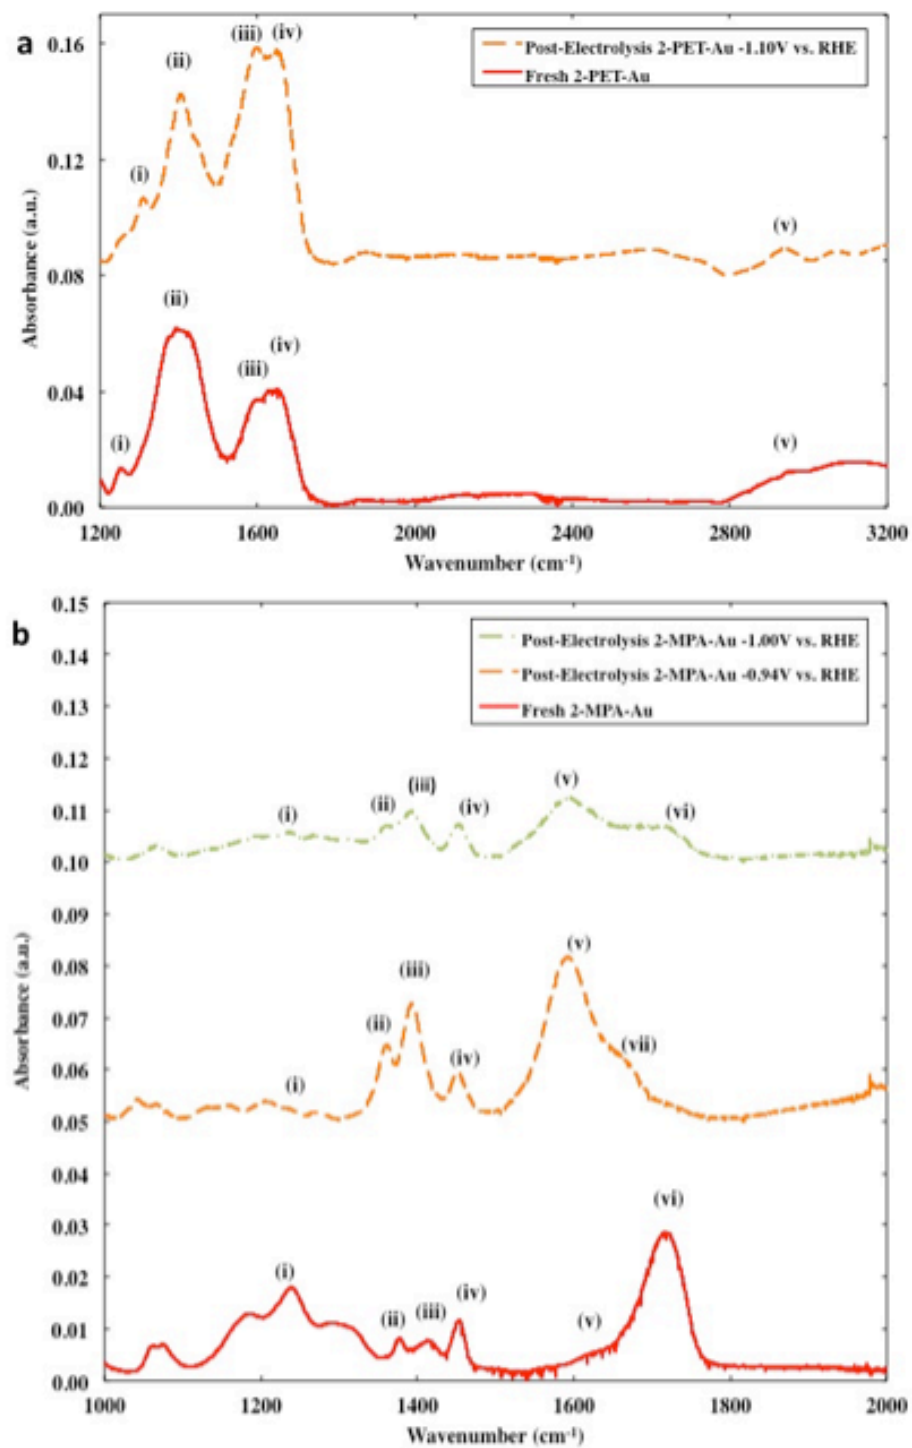 a
0.16
0.12
0.08
0.04
0.00
Absorbance (a.u.)
(i)
(ii)
(iii)
(iv)
(v)
(i)
(ii)
(iii)
(iv)
(v)
Post-Electrolysis 2-PET-Au -1.10V vs. RHE
Fresh 2-PET-Au
1200 1600 2000 2400 2800 3200
Wavenumber (cm-1)
b
0.15
0.14
0.13
0.12
0.11
0.10
0.09
0.08
0.07
0.06
0.05
0.04
0.03
0.02
0.01
0.00
Absorbance (a.u.)
Post-Electrolysis 2-MPA-Au -1.00V vs. RHE
Post-Electrolysis 2-MPA-Au -0.94V vs. RHE
Fresh 2-MPA-Au
(i)
(ii)
(iii)
(iv)
(v)
(vi)
(i)
(ii)
(iii)
(iv)
(v)
(vii)
(i)
(ii)
(iii)
(iv)
(v)
(vi)
1000 1200 1400 1600 1800 2000
Wavenumber (cm-1)